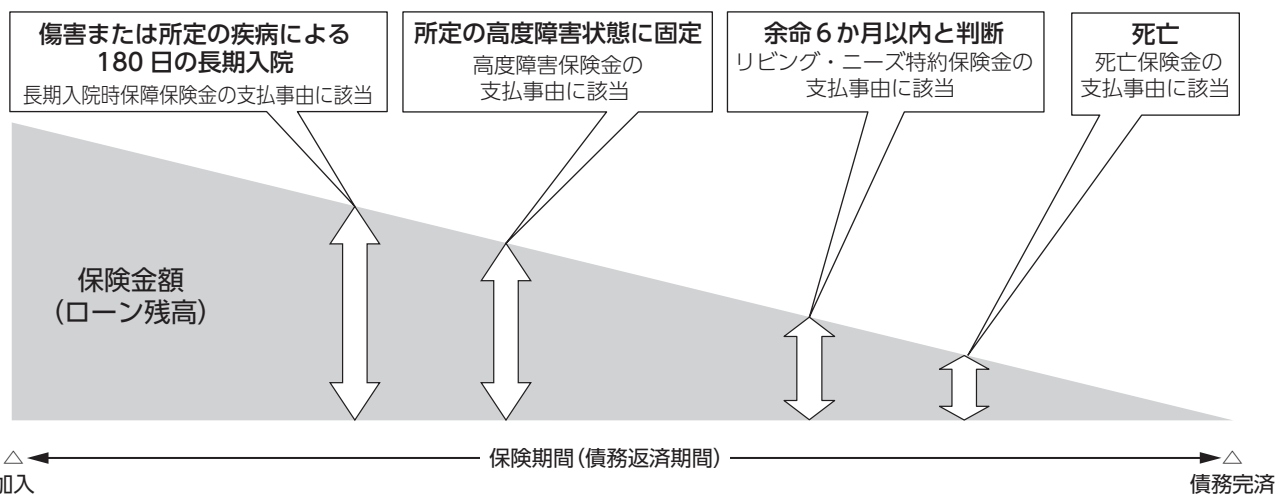 傷害または所定の疾病による
180 日の長期入院
長期入院時保障保険金の支払事由に該当
所定の高度障害状態に固定
高度障害保険金の
支払事由に該当
余命６か月以内と判断
リビング・ニーズ特約保険金の
支払事由に該当
死亡
死亡保険金の
支払事由に該当
保険金額
（ローン残高）
△
保険期間（債務返済期間）
△
加入
債務完済